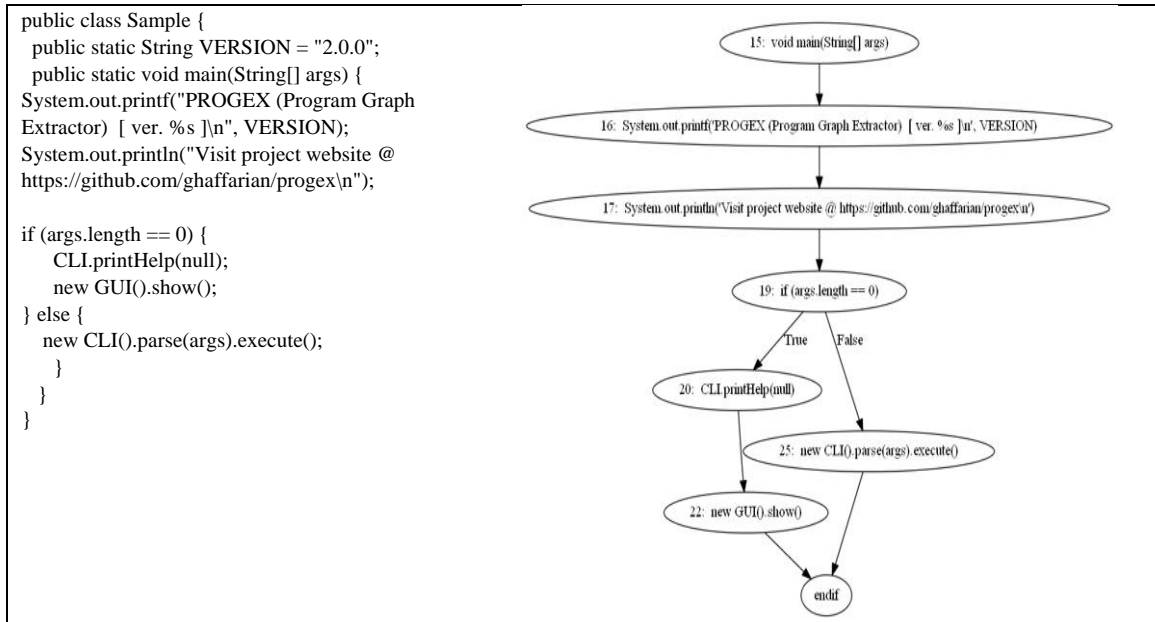 public class Sample {
public static String VERSION = "2.0.0";
public static void main(String[] args) {
System.out.printf("PROGEX (Program Graph
Extractor)  [ ver. %s ]\n", VERSION);
System.out.println("Visit project website @
https://github.com/ghaffarian/progex\n");
if (args.length == 0) {
CLI.printHelp(null);
new GUI().show();
} else {
new CLI().parse(args).execute();
}
}
}
15: void main(String[] args)
16: System.out.printf('PROGEX (Program Graph Extractor) [ ver. %s ]\n', VERSION)
17: System.out.println('Visit project website @ https://github.com/ghaffarian/progex\n')
19: if (args.length == 0)
True
False
20: CLI.printHelp(null)
25: new CLI().parse(args).execute()
22: new GUI().show()
endif